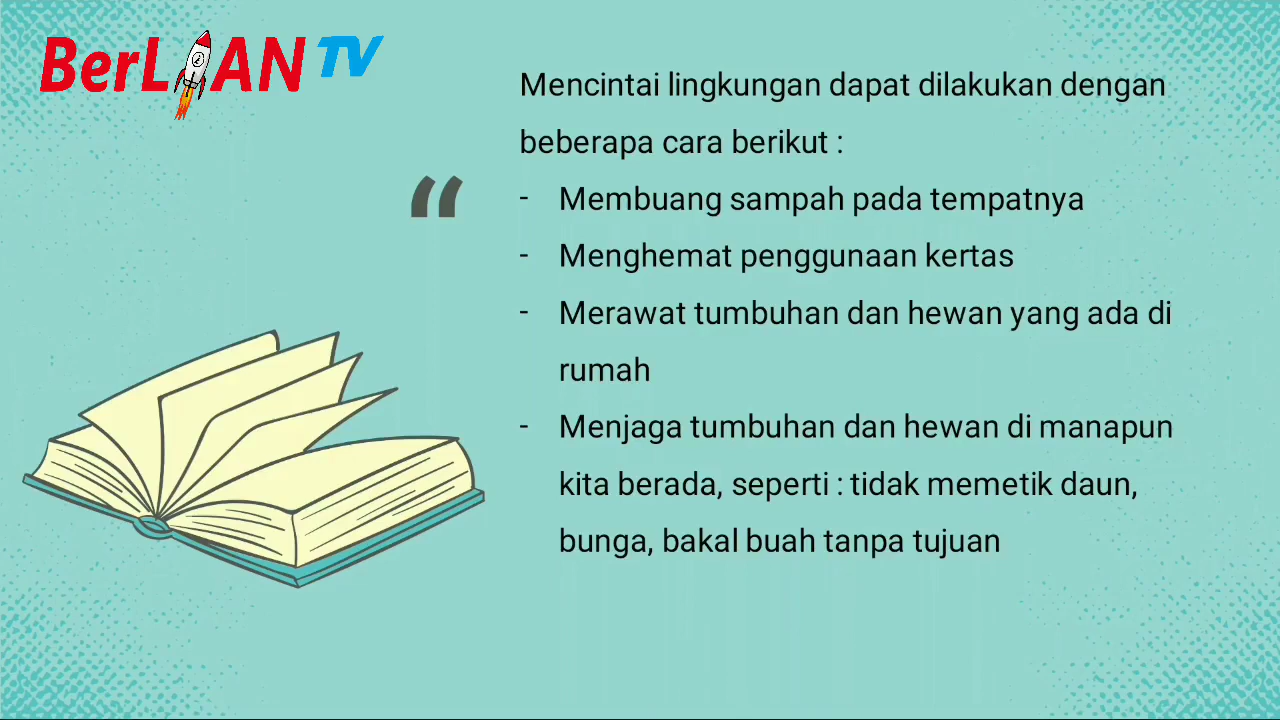 BerLiAN TV
Mencintai lingkungan dapat dilakukan dengan
beberapa cara berikut :
“
- Membuang sampah pada tempatnya
- Menghemat penggunaan kertas
- Merawat tumbuhan dan hewan yang ada di
rumah
- Menjaga tumbuhan dan hewan di manapun
kita berada, seperti : tidak memetik daun,
bunga, bakal buah tanpa tujuan